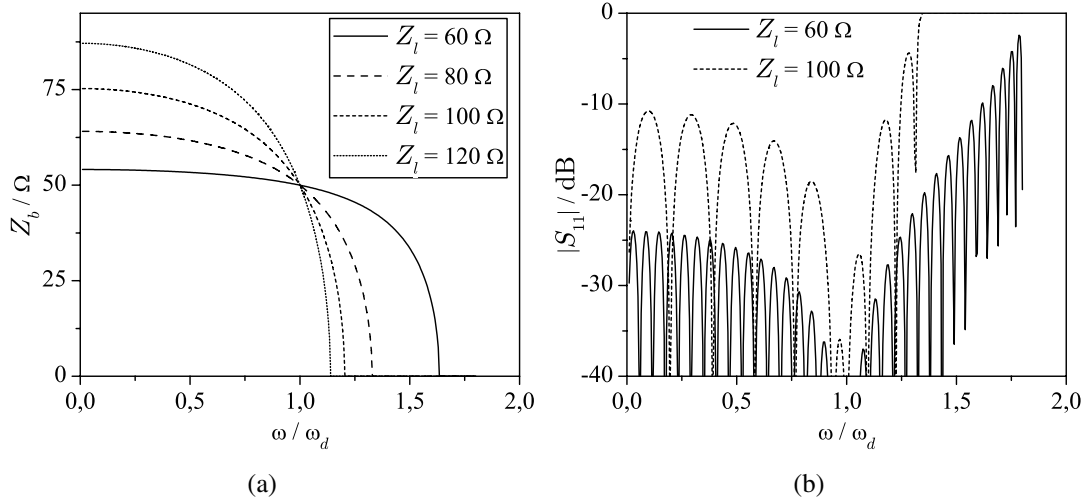 Z_b / Ω
75
50
25
0
0,0
0,5
1,0
1,5
2,0
ω / ω_d
Z_l = 60 Ω
Z_l = 80 Ω
Z_l = 100 Ω
Z_l = 120 Ω
(a)
|S_11| / dB
0
-10
-20
-30
-40
0,0
0,5
1,0
1,5
2,0
ω / ω_d
Z_l = 60 Ω
Z_l = 100 Ω
(b)